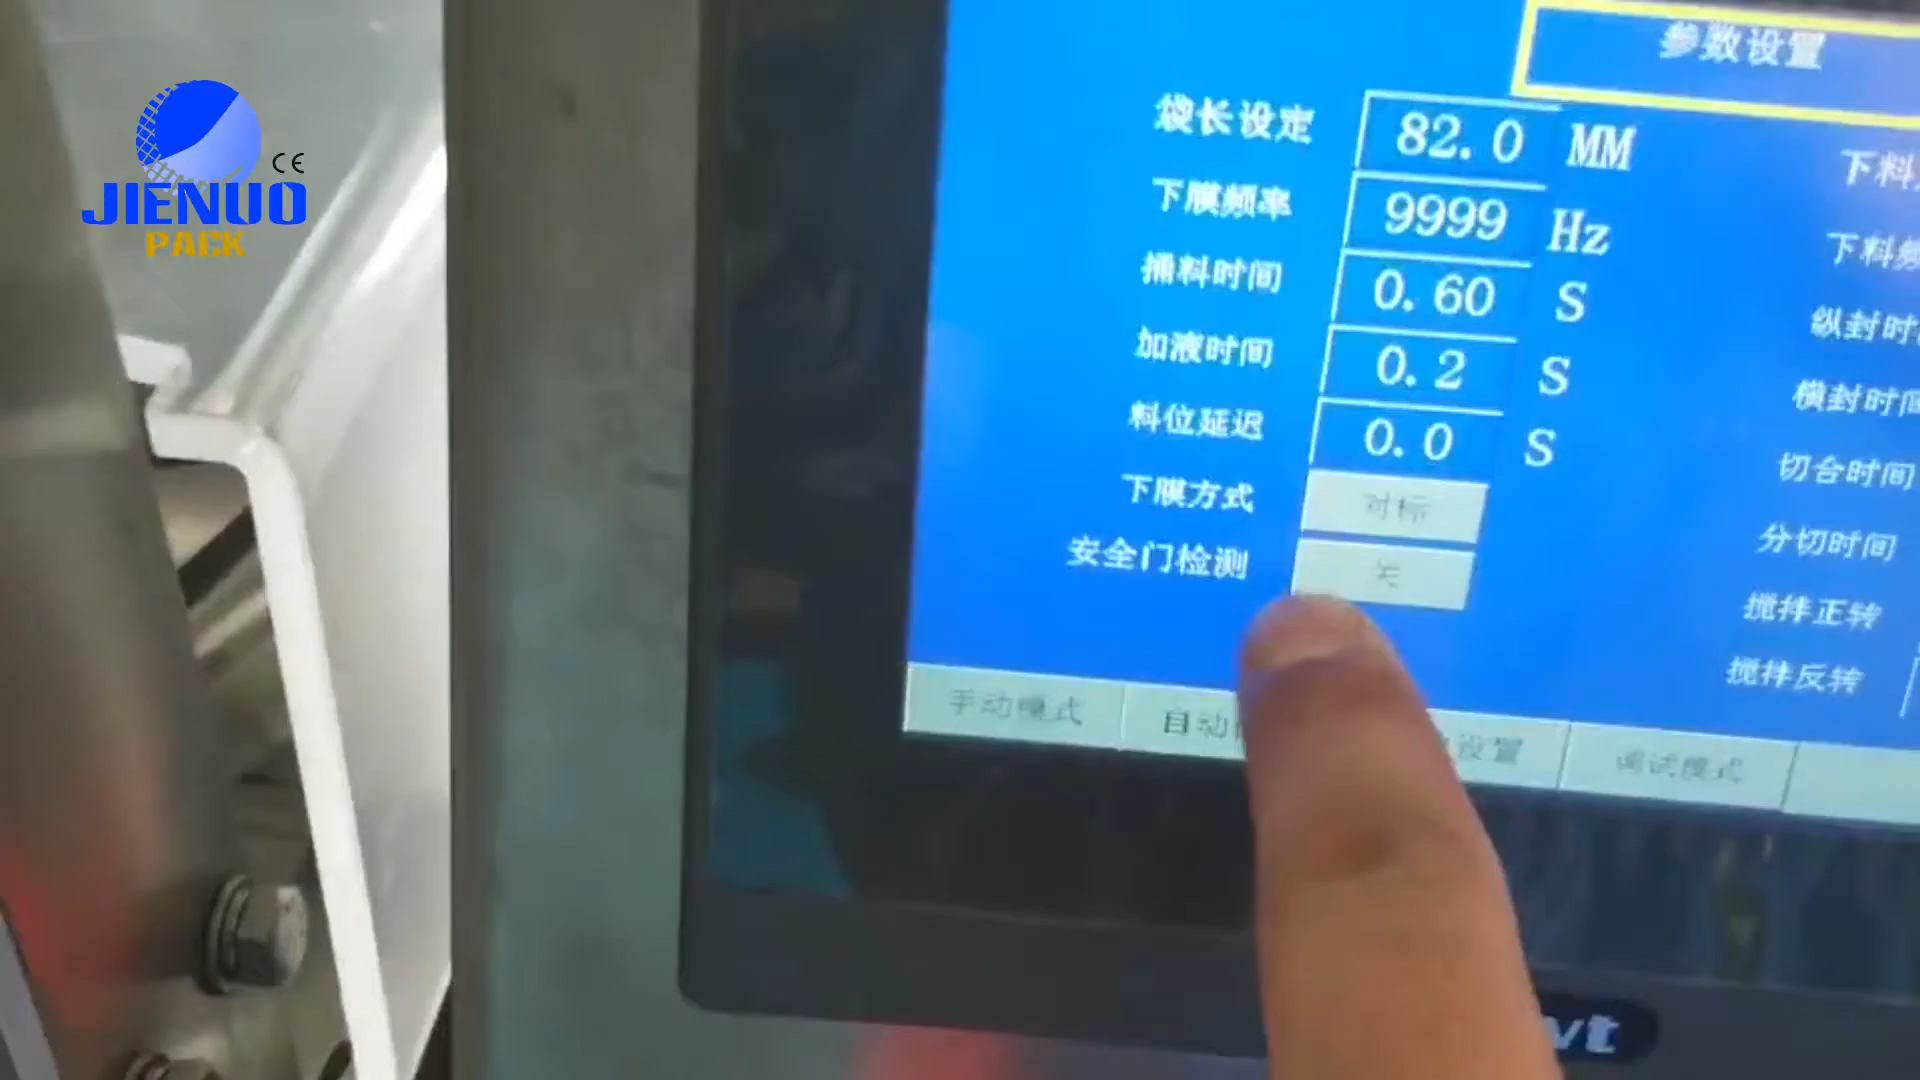 CE
JIENUO
PACK
参数设置
袋长设定 82.0 MM
下膜频率 9999 Hz
捅料时间 0.60 S
加液时间 0.2 S
料位延迟 0.0 S
下膜方式 对标
安全门检测 关
下料
下料频
纵封时
横封时间
切合时间
分切时间
搅拌正转
搅拌反转
手动模式 自动 设置 调试模式
vt